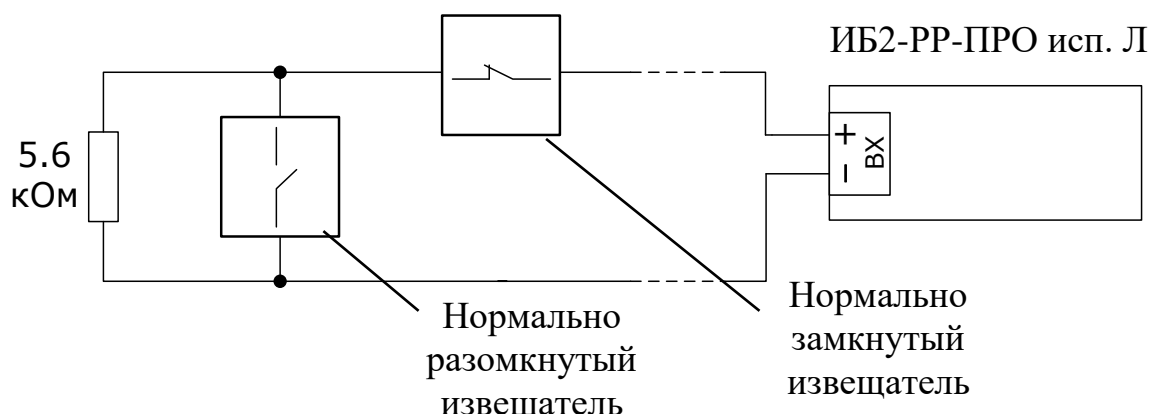 ИБ2-РР-ПРО исп. Л
5.6
кОм
+
−
ВХ
Нормально
разомкнутый
извещатель
Нормально
замкнутый
извещатель